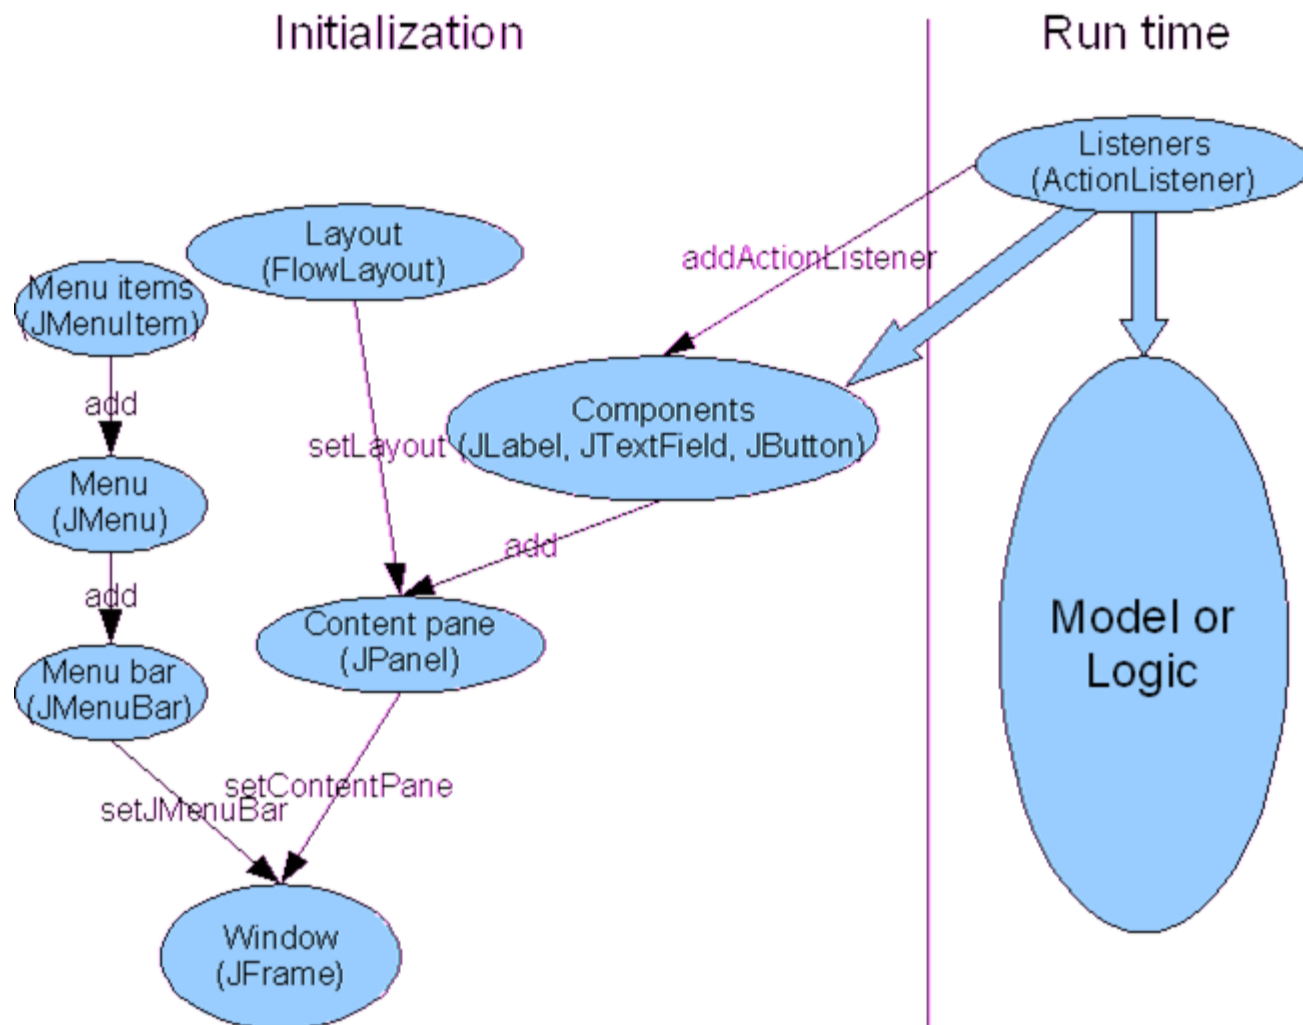 Initialization
Run time
Listeners
(ActionListener)
Layout
(FlowLayout)
addActionListener
Menu items
(JMenuItem)
add
Components
setLayout (JLabel, JTextField, JButton)
Menu
(JMenu)
add
add
Content pane
(JPanel)
Model or
Logic
Menu bar
(JMenuBar)
setContentPane
setJMenuBar
Window
(JFrame)